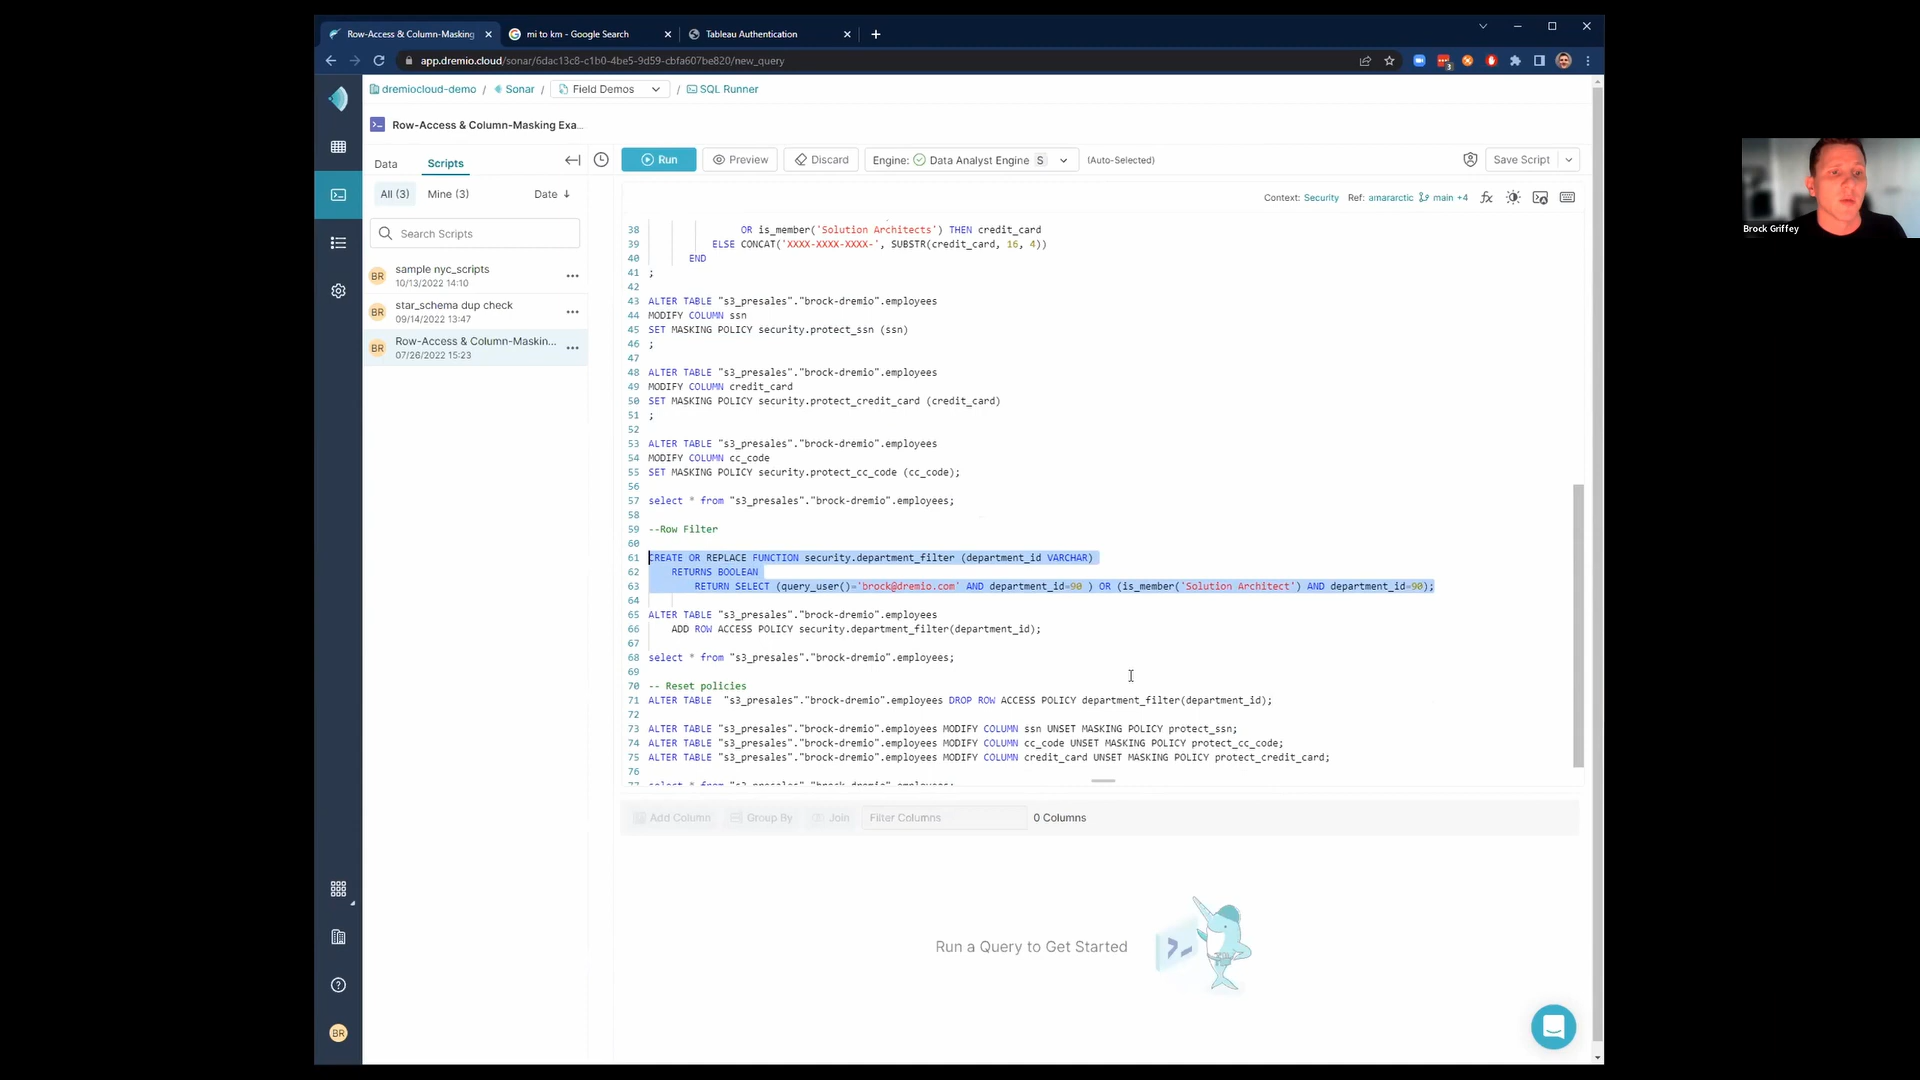 Row-Access & Column-Masking
mi to km - Google Search
Tableau Authentication
app.dremio.cloud/sonar/6dac13c8-c1b0-4be5-9d59-cbfa607be820/new_query
3
dremiocloud-demo / Sonar / Field Demos / SQL Runner
Row-Access & Column-Masking Exa...
Data
Scripts
Run
Preview
Discard
Engine: Data Analyst Engine S
(Auto-Selected)
Save Script
All (3)
Mine (3)
Date
Context: Security Ref: amararctic main +4
Search Scripts
BR
sample nyc_scripts
10/13/2022 14:10
BR
star_schema dup check
09/14/2022 13:47
BR
Row-Access & Column-Maskin...
07/26/2022 15:23
38 OR is_member('Solution Architects') THEN credit_card
39 ELSE CONCAT('XXXX-XXXX-XXXX-', SUBSTR(credit_card, 16, 4))
40 END
41 ;
42
43 ALTER TABLE "s3_presales"."brock-dremio".employees
44 MODIFY COLUMN ssn
45 SET MASKING POLICY security.protect_ssn (ssn)
46 ;
47
48 ALTER TABLE "s3_presales"."brock-dremio".employees
49 MODIFY COLUMN credit_card
50 SET MASKING POLICY security.protect_credit_card (credit_card)
51 ;
52
53 ALTER TABLE "s3_presales"."brock-dremio".employees
54 MODIFY COLUMN cc_code
55 SET MASKING POLICY security.protect_cc_code (cc_code);
56
57 select * from "s3_presales"."brock-dremio".employees;
58
59 --Row Filter
60
61 CREATE OR REPLACE FUNCTION security.department_filter (department_id VARCHAR)
62 RETURNS BOOLEAN
63 RETURN SELECT (query_user()='brock@dremio.com' AND department_id=90 ) OR (is_member('Solution Architect') AND department_id=90);
64
65 ALTER TABLE "s3_presales"."brock-dremio".employees
66 ADD ROW ACCESS POLICY security.department_filter(department_id);
67
68 select * from "s3_presales"."brock-dremio".employees;
69
70 -- Reset policies
71 ALTER TABLE "s3_presales"."brock-dremio".employees DROP ROW ACCESS POLICY department_filter(department_id);
72
73 ALTER TABLE "s3_presales"."brock-dremio".employees MODIFY COLUMN ssn UNSET MASKING POLICY protect_ssn;
74 ALTER TABLE "s3_presales"."brock-dremio".employees MODIFY COLUMN cc_code UNSET MASKING POLICY protect_cc_code;
75 ALTER TABLE "s3_presales"."brock-dremio".employees MODIFY COLUMN credit_card UNSET MASKING POLICY protect_credit_card;
76
77 select * from "s3_presales"."brock-dremio".employees;
Add Column
Group By
Join
Filter Columns
0 Columns
Run a Query to Get Started
BR
Brock Griffey